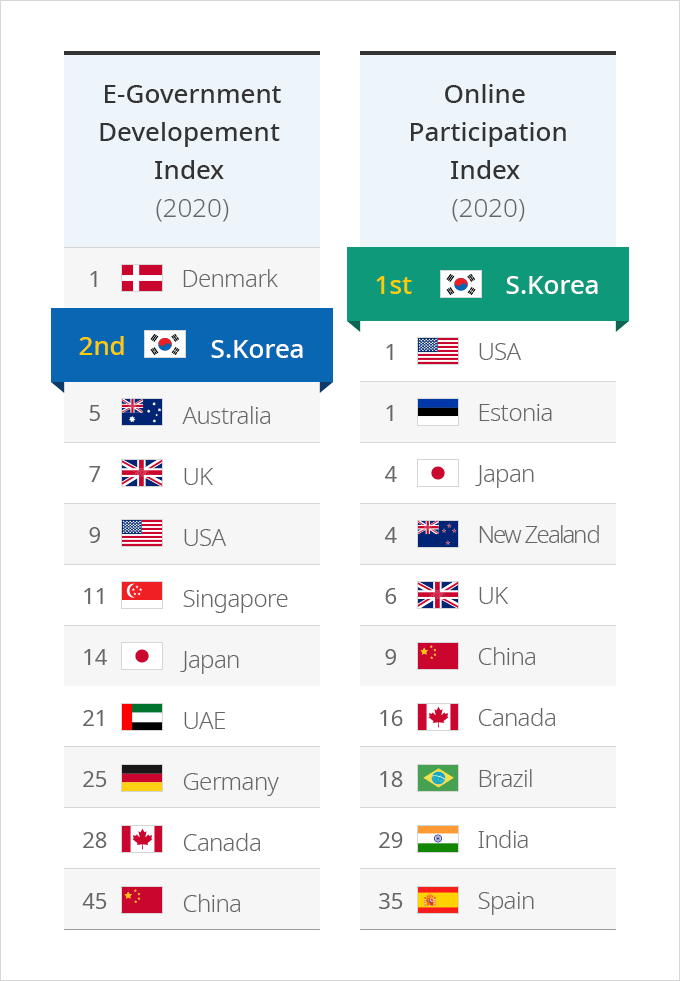 E-Government
Developement
Index
(2020)
1 Denmark
2nd S.Korea
5 Australia
7 UK
9 USA
11 Singapore
14 Japan
21 UAE
25 Germany
28 Canada
45 China
Online
Participation
Index
(2020)
1st S.Korea
1 USA
1 Estonia
4 Japan
4 New Zealand
6 UK
9 China
16 Canada
18 Brazil
29 India
35 Spain